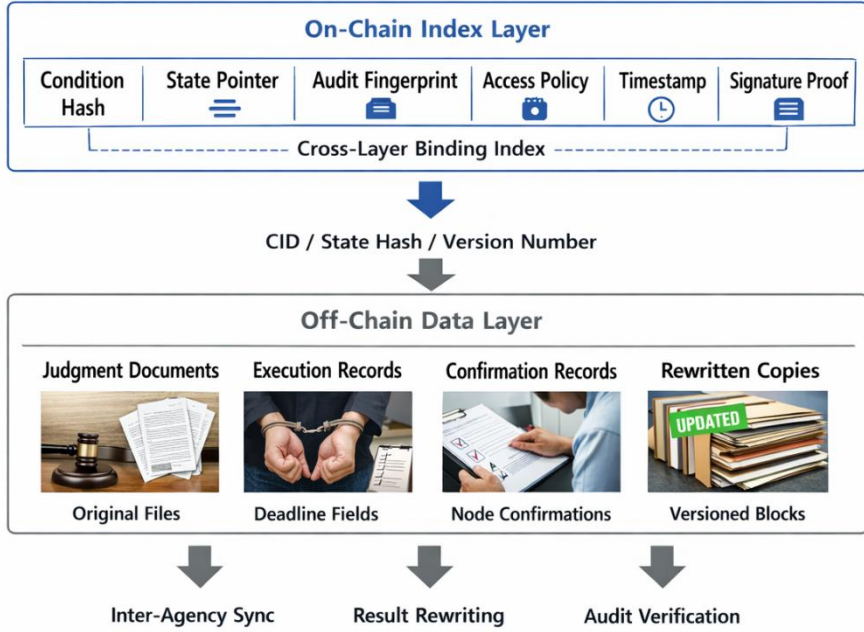 On-Chain Index Layer
Condition Hash
State Pointer
Audit Fingerprint
Access Policy
Timestamp
Signature Proof
Cross-Layer Binding Index
CID / State Hash / Version Number
Off-Chain Data Layer
Judgment Documents
Execution Records
Confirmation Records
Rewritten Copies
UPDATED
Original Files
Deadline Fields
Node Confirmations
Versioned Blocks
Inter-Agency Sync
Result Rewriting
Audit Verification